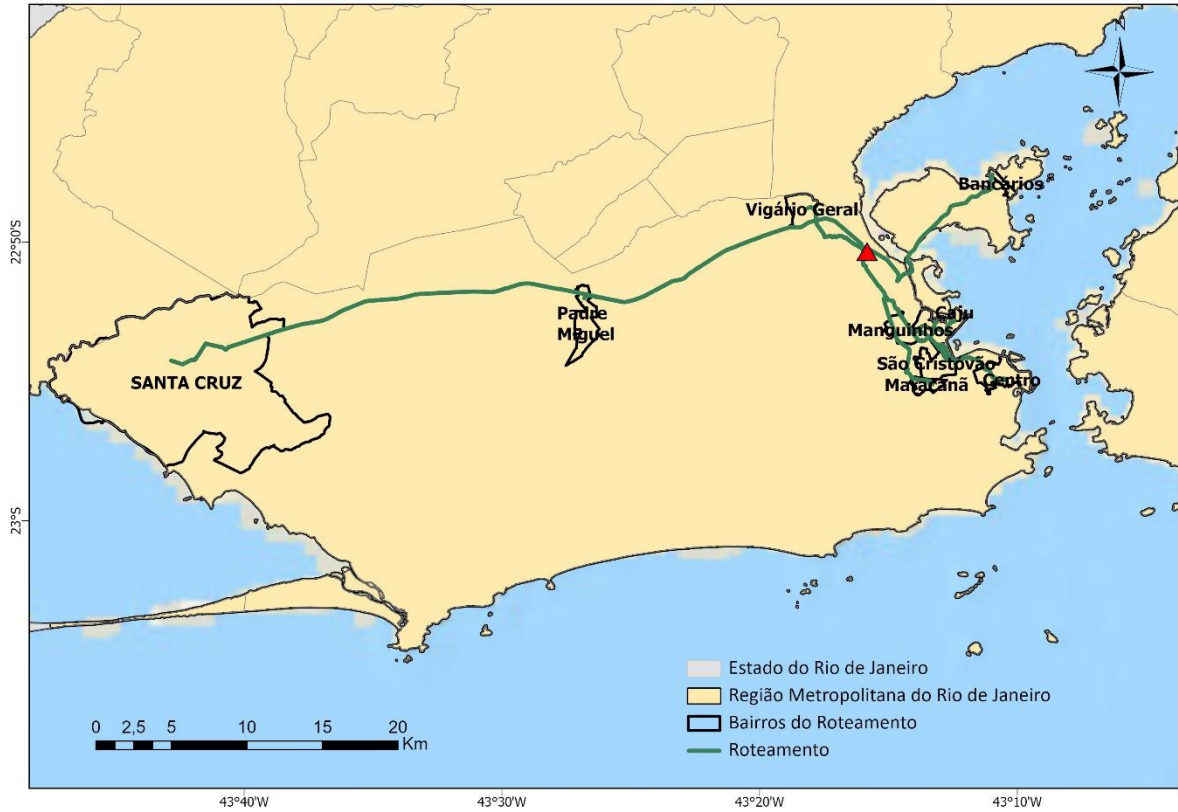 N
Bancários
Vigário Geral
22°50'S
Caju
Padre
Miguel
Manguinhos
São Cristóvão
SANTA CRUZ
Maracanã
Centro
23°S
Estado do Rio de Janeiro
Região Metropolitana do Rio de Janeiro
Bairros do Roteamento
Roteamento
0 2,5 5 10 15 20
Km
43°40'W 43°30'W 43°20'W 43°10'W